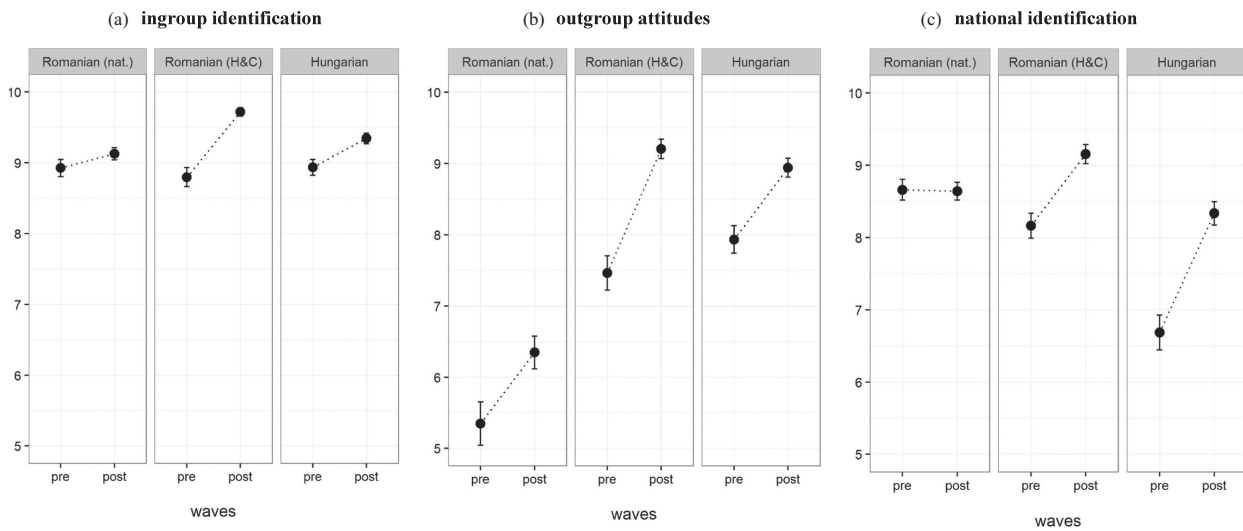 (a) ingroup identification
Romanian (nat.) Romanian (H&C) Hungarian
10
9
8
7
6
5
pre post pre post pre post
waves
(b) outgroup attitudes
Romanian (nat.) Romanian (H&C) Hungarian
10
9
8
7
6
5
pre post pre post pre post
waves
(c) national identification
Romanian (nat.) Romanian (H&C) Hungarian
10
9
8
7
6
5
pre post pre post pre post
waves